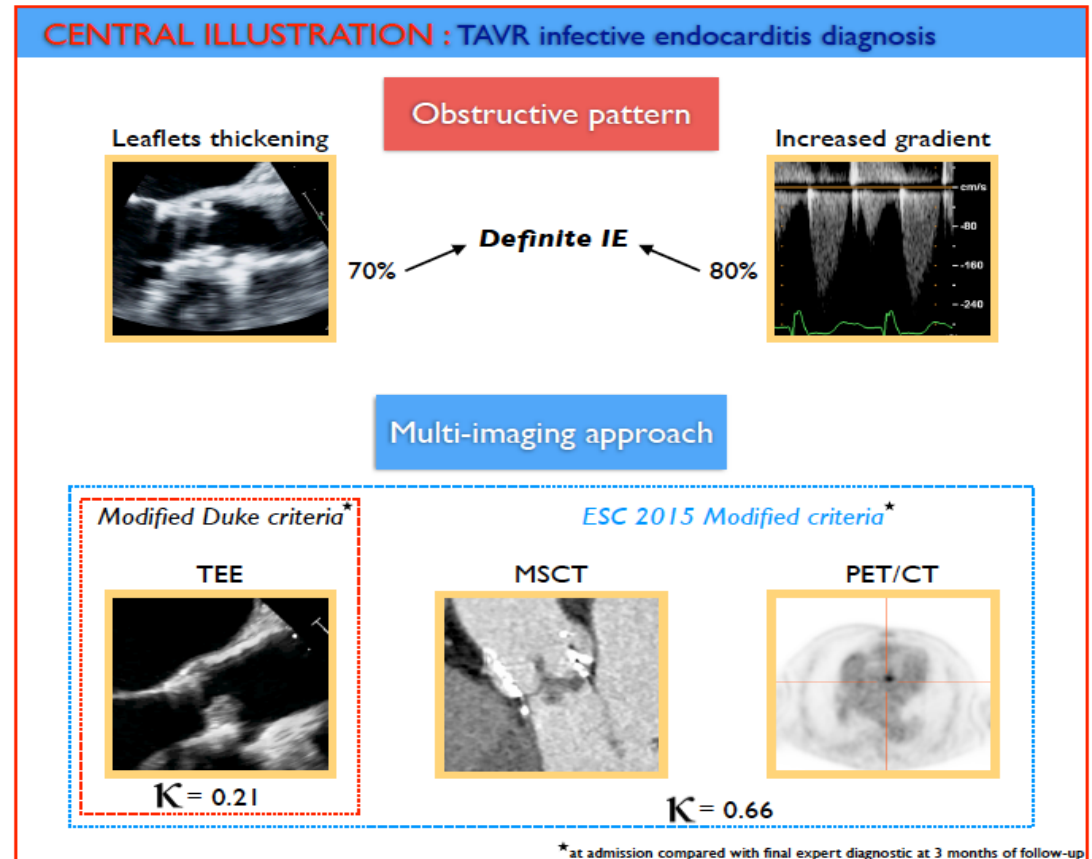 CENTRAL ILLUSTRATION : TAVR infective endocarditis diagnosis
Obstructive pattern
Leaflets thickening
Increased gradient
cm/s
-80
-160
-240
Definite IE
70%
80%
Multi-imaging approach
Modified Duke criteria★
ESC 2015 Modified criteria★
TEE
MSCT
PET/CT
K = 0.21
K = 0.66
★at admission compared with final expert diagnostic at 3 months of follow-up